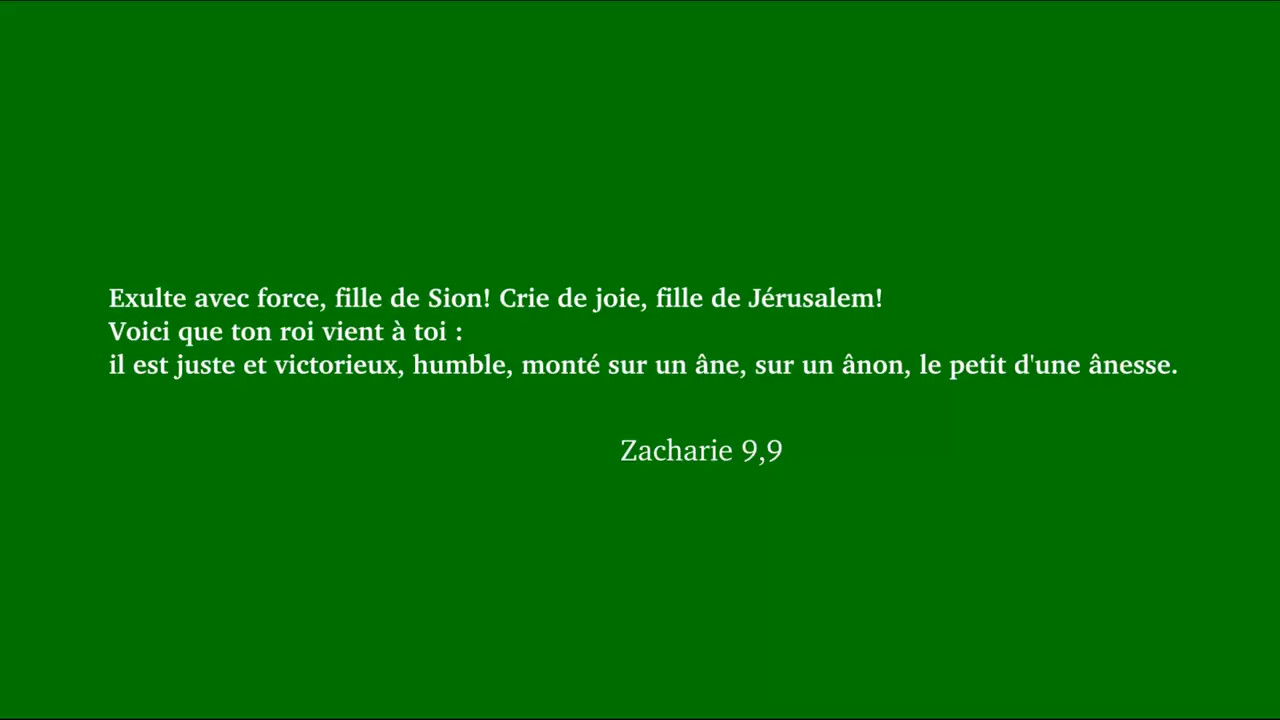 Exulte avec force, fille de Sion! Crie de joie, fille de Jérusalem!
Voici que ton roi vient à toi :
il est juste et victorieux, humble, monté sur un âne, sur un ânon, le petit d'une ânesse.
Zacharie 9,9